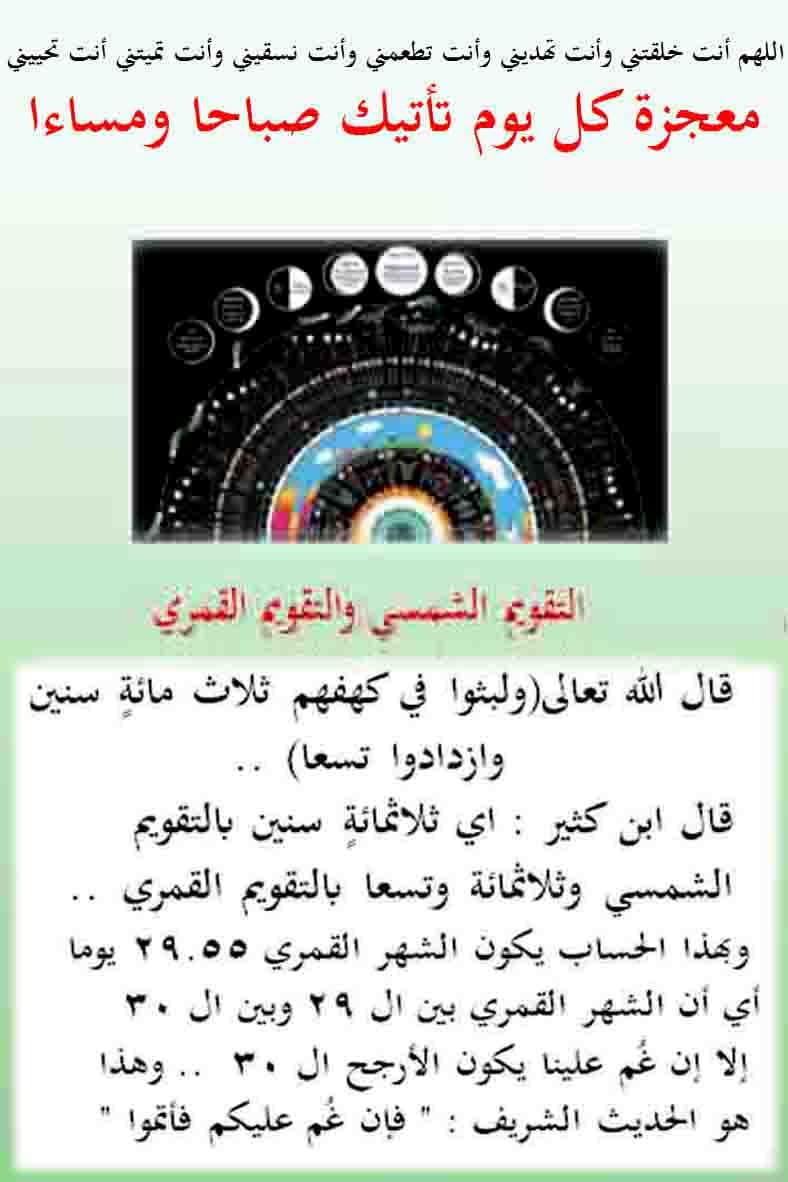 اللهم أنت خلقتني وأنت تهديني وأنت تطعمني وأنت نسقيني وأنت تميتني أنت تحييني
معجزة كل يوم تأتيك صباحا ومساءا
التقويم الشمسي والتقويم القمري
قال الله تعالى(ولبثوا في كهفهم ثلاث مائةٍ سنين
وازدادوا تسعا) ..
قال ابن كثير : اي ثلاثمائةٍ سنين بالتقويم
الشمسي وثلاثمائة وتسعا بالتقويم القمري ..
وبهذا الحساب يكون الشهر القمري ٢٩.٥٥ يوما
أي أن الشهر القمري بين ال ٢٩ وبين ال ٣٠
إلا إن غُم علينا يكون الأرجح ال ٣٠ .. وهذا
هو الحديث الشريف : " فإن غُم عليكم فأتموا "